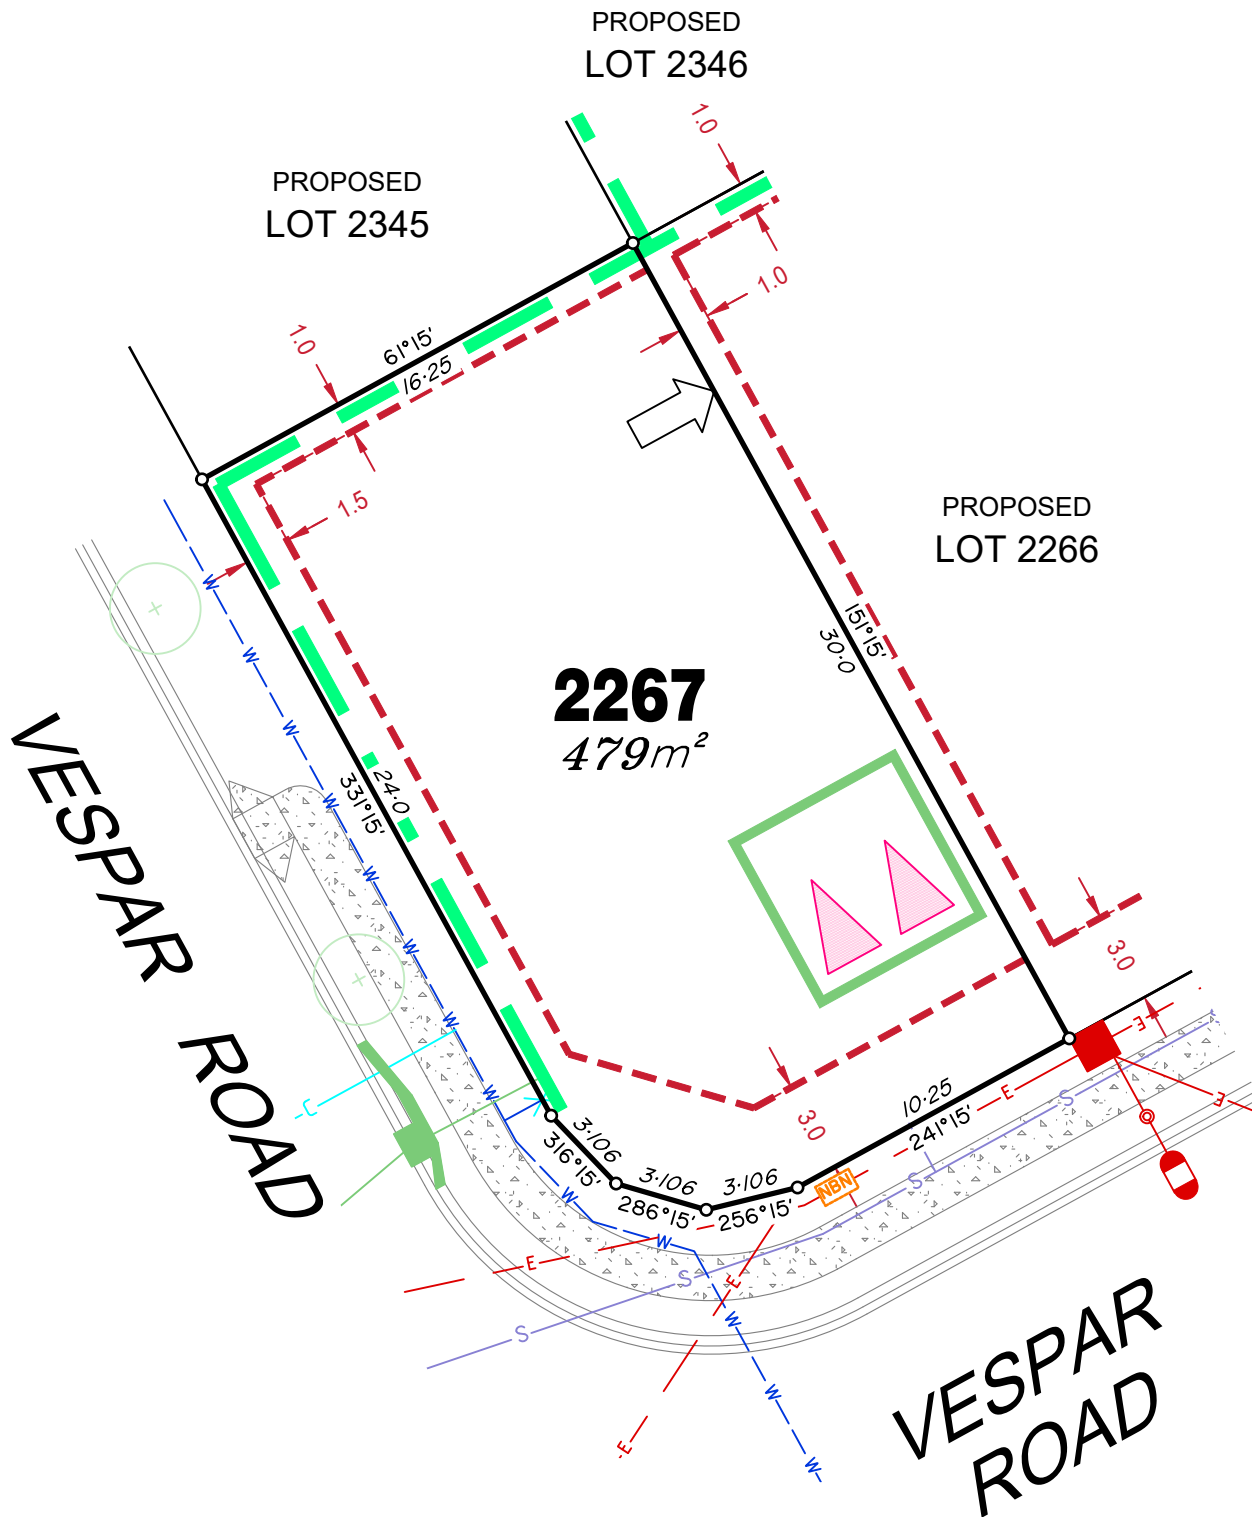 PROPOSED
LOT 2346
1.0
PROPOSED
LOT 2345
1.0
1.0
61°15'
16·25
1.5
PROPOSED
LOT 2266
W
W
151°15'
30·0
2267
479m²
W
24·0
331°15'
W
VESPAR
ROAD
W
W
3.0
W
E
W
C
10·25
241°15'
E
S
E
3·106
316°15'
3.0
3·106
286°15'
3·106
256°15'
NBN
S
W
W
E
S
E
S
W
VESPAR
ROAD
W
E
W